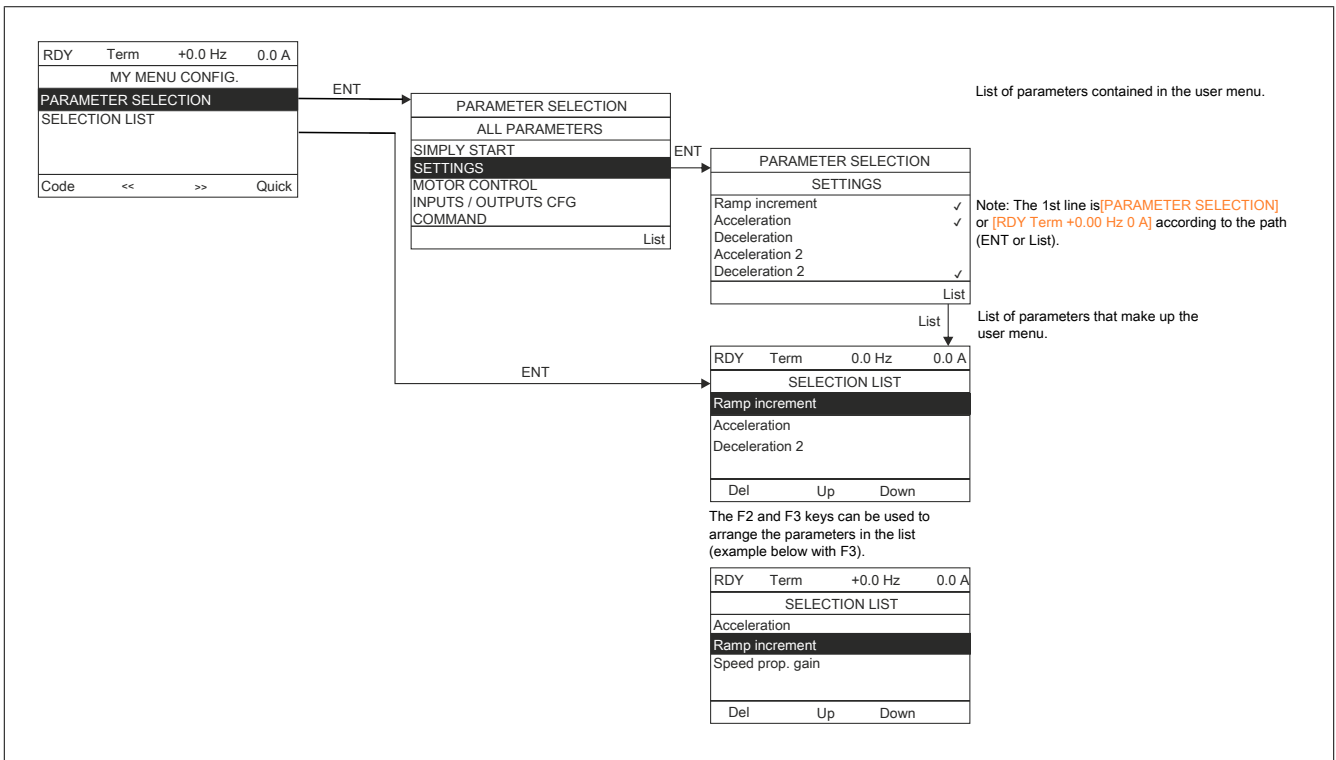 RDY Term +0.0 Hz 0.0 A
MY MENU CONFIG.
PARAMETER SELECTION
SELECTION LIST
Code << >> Quick
ENT
PARAMETER SELECTION
ALL PARAMETERS
SIMPLY START
SETTINGS
MOTOR CONTROL
INPUTS / OUTPUTS CFG
COMMAND
List
ENT
List of parameters contained in the user menu.
PARAMETER SELECTION
SETTINGS
Ramp increment ✓
Acceleration ✓
Deceleration
Acceleration 2
Deceleration 2 ✓
List
Note: The 1st line is[PARAMETER SELECTION]
or [RDY Term +0.00 Hz 0 A] according to the path
(ENT or List).
List
List of parameters that make up the
user menu.
ENT
RDY Term 0.0 Hz 0.0 A
SELECTION LIST
Ramp increment
Acceleration
Deceleration 2
Del Up Down
The F2 and F3 keys can be used to
arrange the parameters in the list
(example below with F3).
RDY Term +0.0 Hz 0.0 A
SELECTION LIST
Acceleration
Ramp increment
Speed prop. gain
Del Up Down